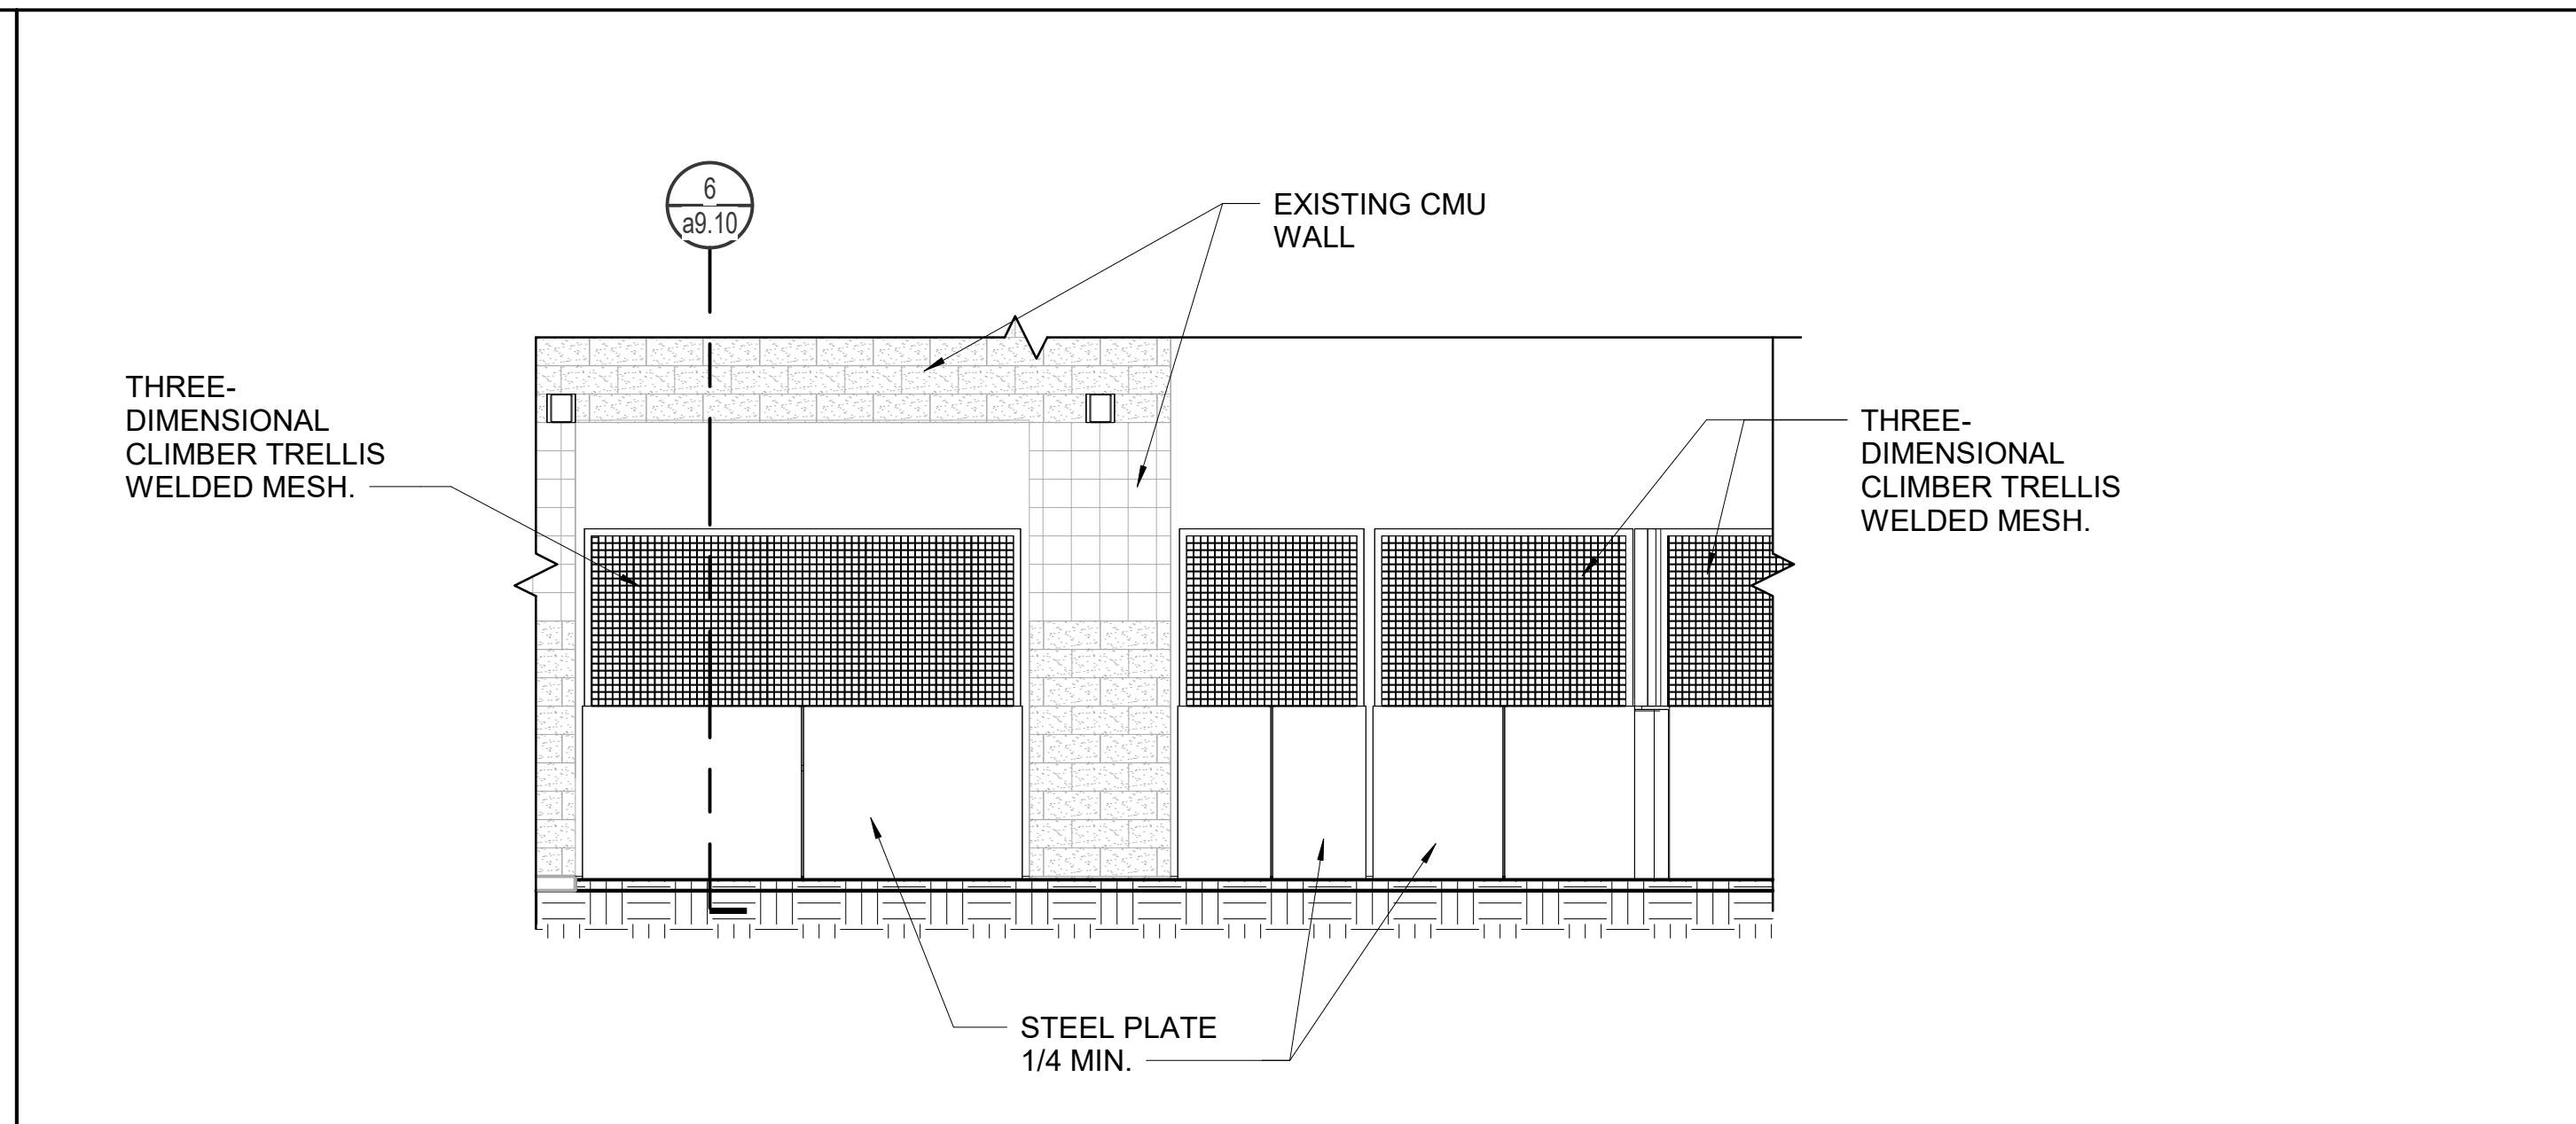 6
a9.10
EXISTING CMU
WALL
THREE-
DIMENSIONAL
CLIMBER TRELLIS
WELDED MESH.
THREE-
DIMENSIONAL
CLIMBER TRELLIS
WELDED MESH.
STEEL PLATE
1/4 MIN.